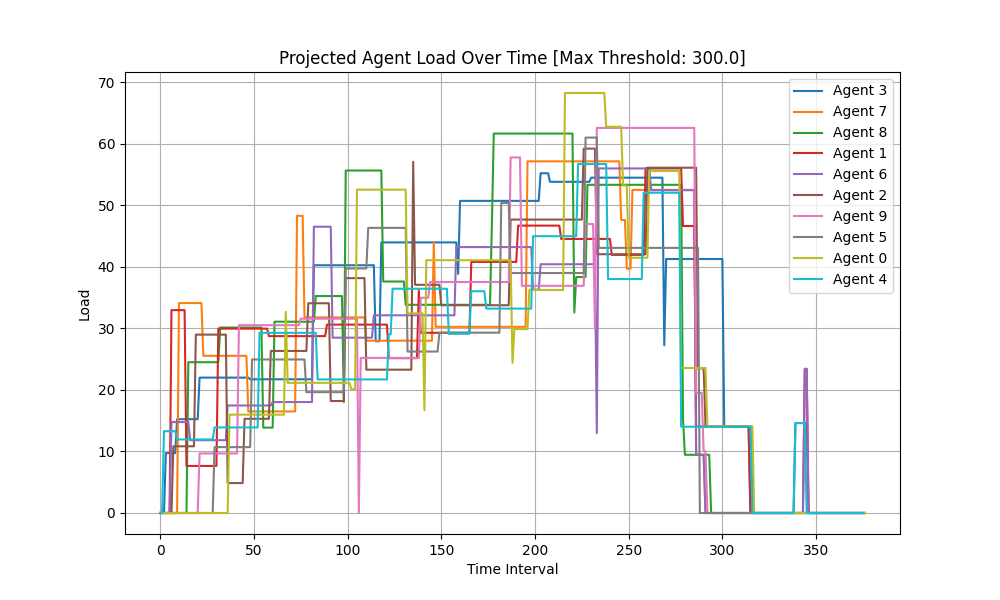 Projected Agent Load Over Time [Max Threshold: 300.0]
Load
70
60
50
40
30
20
10
0
0 50 100 150 200 250 300 350
Time Interval
Agent 3
Agent 7
Agent 8
Agent 1
Agent 6
Agent 2
Agent 9
Agent 5
Agent 0
Agent 4